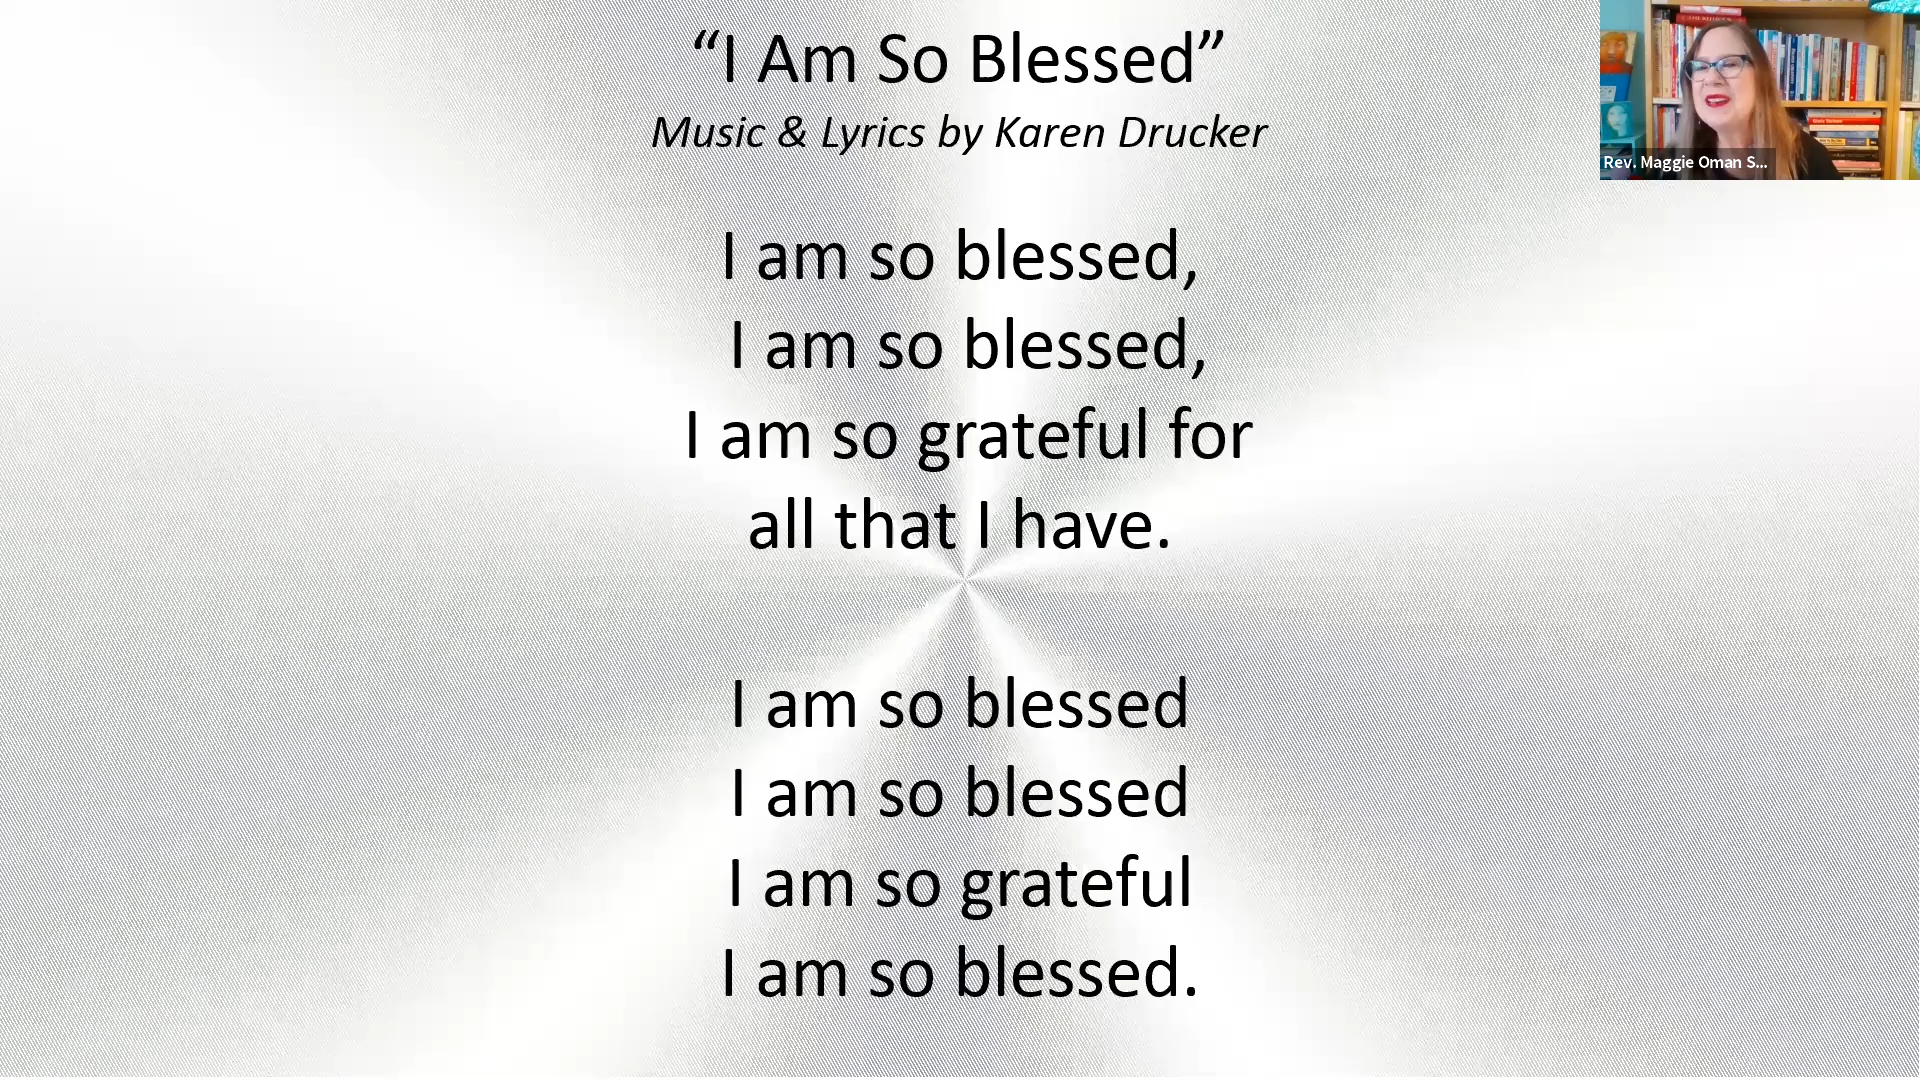 “I Am So Blessed”
Music & Lyrics by Karen Drucker
I am so blessed,
I am so blessed,
I am so grateful for
all that I have.
I am so blessed
I am so blessed
I am so grateful
I am so blessed.
Rev. Maggie Oman S...